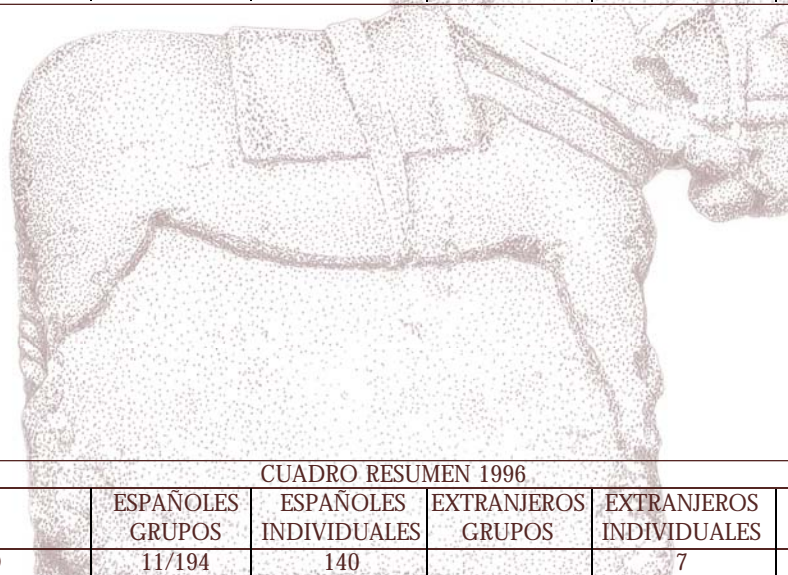 CUADRO RESUMEN 1996
ESPAÑOLES ESPAÑOLES EXTRANJEROS EXTRANJEROS
GRUPOS INDIVIDUALES GRUPOS INDIVIDUALES
11/194 140 7